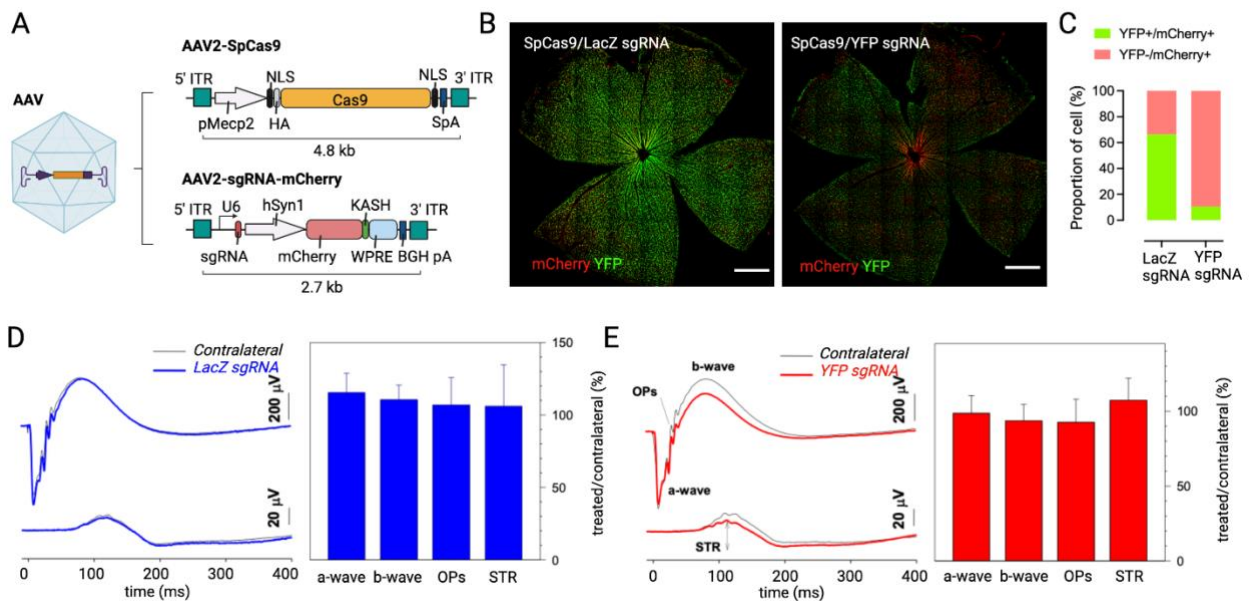 A
AAV
AAV2-SpCas9
5' ITR
NLS
NLS
3' ITR
Cas9
pMecp2
HA
SpA
4.8 kb
AAV2-sgRNA-mCherry
5' ITR
U6
hSyn1
KASH
3' ITR
sgRNA
mCherry
WPRE
BGH pA
2.7 kb
B
SpCas9/LacZ sgRNA
mCherry YFP
SpCas9/YFP sgRNA
mCherry YFP
C
YFP+/mCherry+
YFP-/mCherry+
Proportion of cell (%)
100
80
60
40
20
0
LacZ
sgRNA
YFP
sgRNA
D
Contralateral
LacZ sgRNA
200 µV
20 µV
0
100
200
300
400
time (ms)
150
100
50
0
treated/contralateral (%)
a-wave
b-wave
OPs
STR
E
Contralateral
YFP sgRNA
b-wave
OPs
a-wave
STR
200 µV
20 µV
0
100
200
300
400
time (ms)
100
50
0
treated/contralateral (%)
a-wave
b-wave
OPs
STR